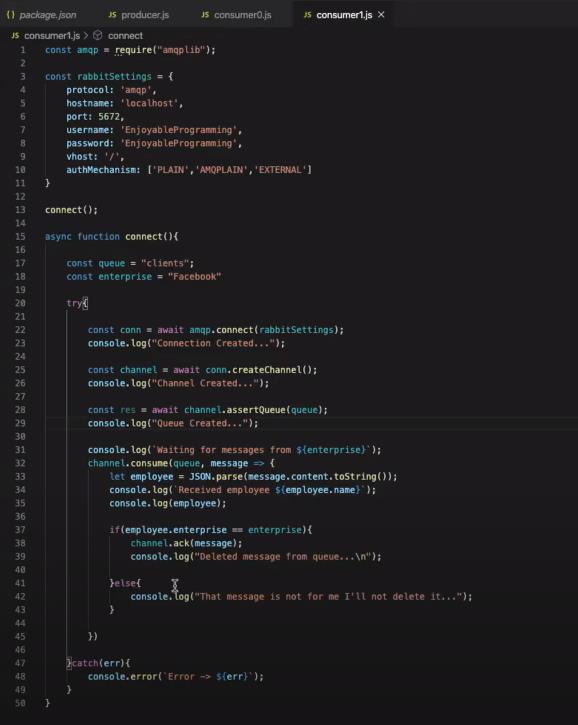 package.json producer.js consumer0.js consumer1.js
consumer1.js > connect
1 const amqp = require("amqplib");
2
3 const rabbitSettings = {
4 protocol: 'amqp',
5 hostname: 'localhost',
6 port: 5672,
7 username: 'EnjoyableProgramming',
8 password: 'EnjoyableProgramming',
9 vhost: '/',
10 authMechanism: ['PLAIN','AMQPLAIN','EXTERNAL']
11 }
12
13 connect();
14
15 async function connect(){
16
17 const queue = "clients";
18 const enterprise = "Facebook"
19
20 try{
21
22 const conn = await amqp.connect(rabbitSettings);
23 console.log("Connection Created...");
24
25 const channel = await conn.createChannel();
26 console.log("Channel Created...");
27
28 const res = await channel.assertQueue(queue);
29 console.log("Queue Created...");
30
31 console.log(`Waiting for messages from ${enterprise}`);
32 channel.consume(queue, message => {
33 let employee = JSON.parse(message.content.toString());
34 console.log(`Received employee ${employee.name}`);
35 console.log(employee);
36
37 if(employee.enterprise == enterprise){
38 channel.ack(message);
39 console.log("Deleted message from queue...\n");
40
41 }else{
42 console.log("That message is not for me I'll not delete it...");
43 }
44
45 })
46
47 }catch(err){
48 console.error(`Error -> ${err}`);
49 }
50 }